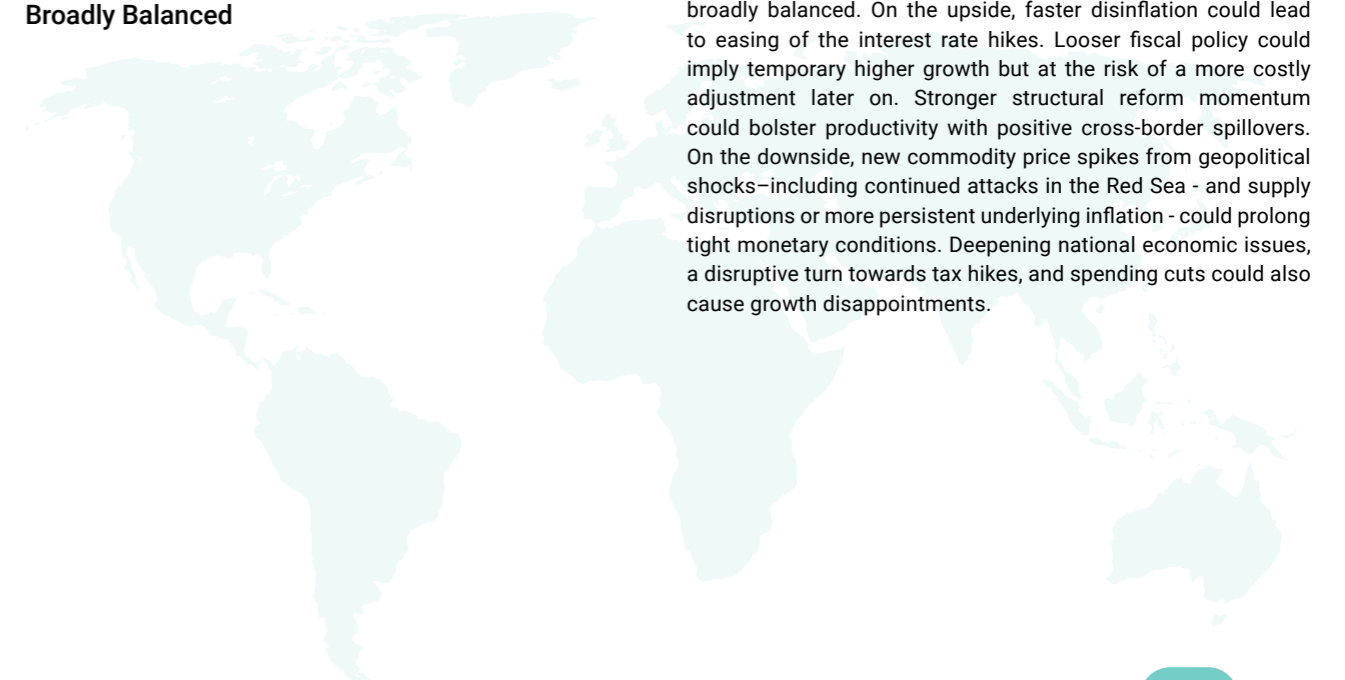 Broadly Balanced
broadly balanced. On the upside, faster disinflation could lead
to easing of the interest rate hikes. Looser fiscal policy could
imply temporary higher growth but at the risk of a more costly
adjustment later on. Stronger structural reform momentum
could bolster productivity with positive cross-border spillovers.
On the downside, new commodity price spikes from geopolitical
shocks–including continued attacks in the Red Sea - and supply
disruptions or more persistent underlying inflation - could prolong
tight monetary conditions. Deepening national economic issues,
a disruptive turn towards tax hikes, and spending cuts could also
cause growth disappointments.